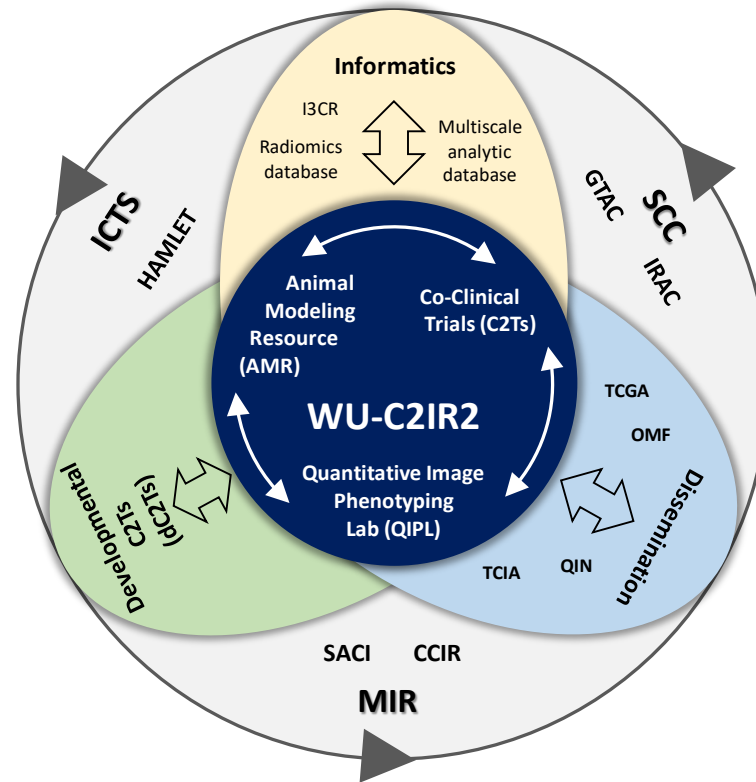 Informatics
I3CR
Radiomics
database
Multiscale
analytic
database
ICTS
HAMLET
SCC
GTAC
IRAC
Animal
Modeling
Resource
(AMR)
Co-Clinical
Trials (C2Ts)
WU-C2IR2
Quantitative Image
Phenotyping
Lab (QIPL)
Developmental
C2Ts
(dC2Ts)
TCGA
OMF
Dissemination
TCIA
QIN
SACI
CCIR
MIR